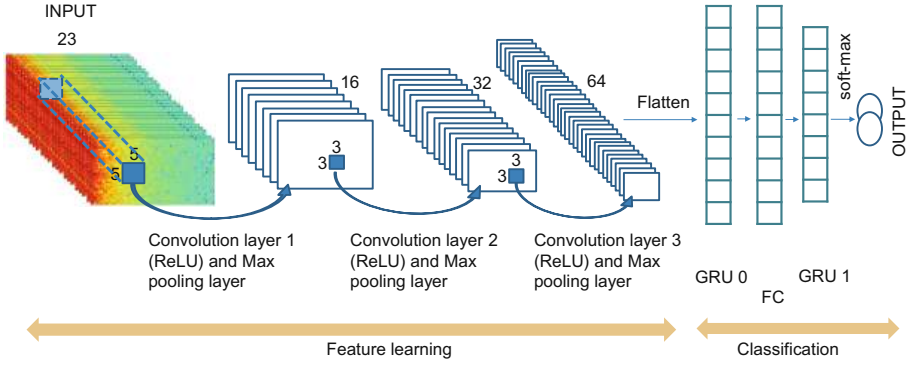 INPUT
23
5
5
16
3
3
32
3
3
64
Flatten
soft-max
OUTPUT
Convolution layer 1
(ReLU) and Max
pooling layer
Convolution layer 2
(ReLU) and Max
pooling layer
Convolution layer 3
(ReLU) and Max
pooling layer
GRU 0
FC
GRU 1
Feature learning
Classification